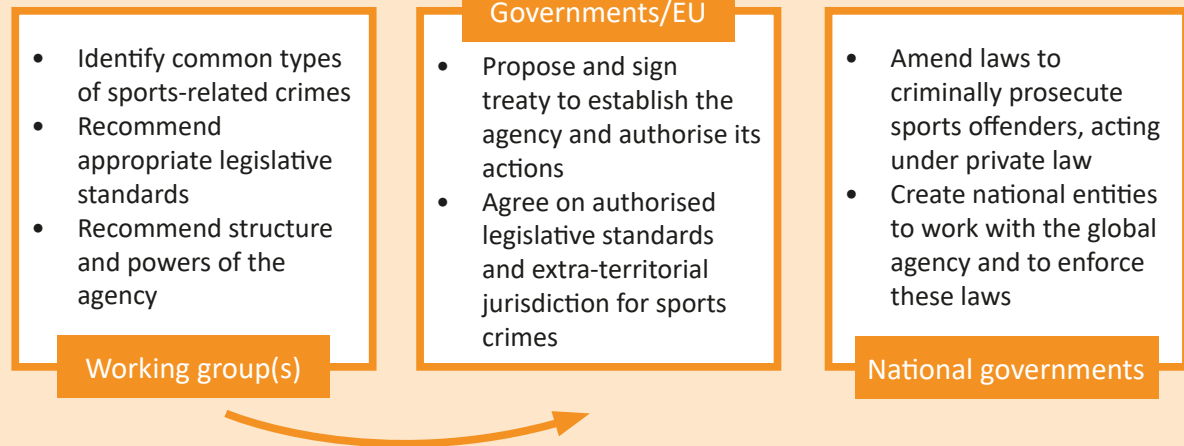 • Identify common types
of sports-related crimes
• Recommend
appropriate legislative
standards
• Recommend structure
and powers of the
agency
Working group(s)
Governments/EU
• Propose and sign
treaty to establish the
agency and authorise its
actions
• Agree on authorised
legislative standards
and extra-territorial
jurisdiction for sports
crimes
• Amend laws to
criminally prosecute
sports offenders, acting
under private law
• Create national entities
to work with the global
agency and to enforce
these laws
National governments